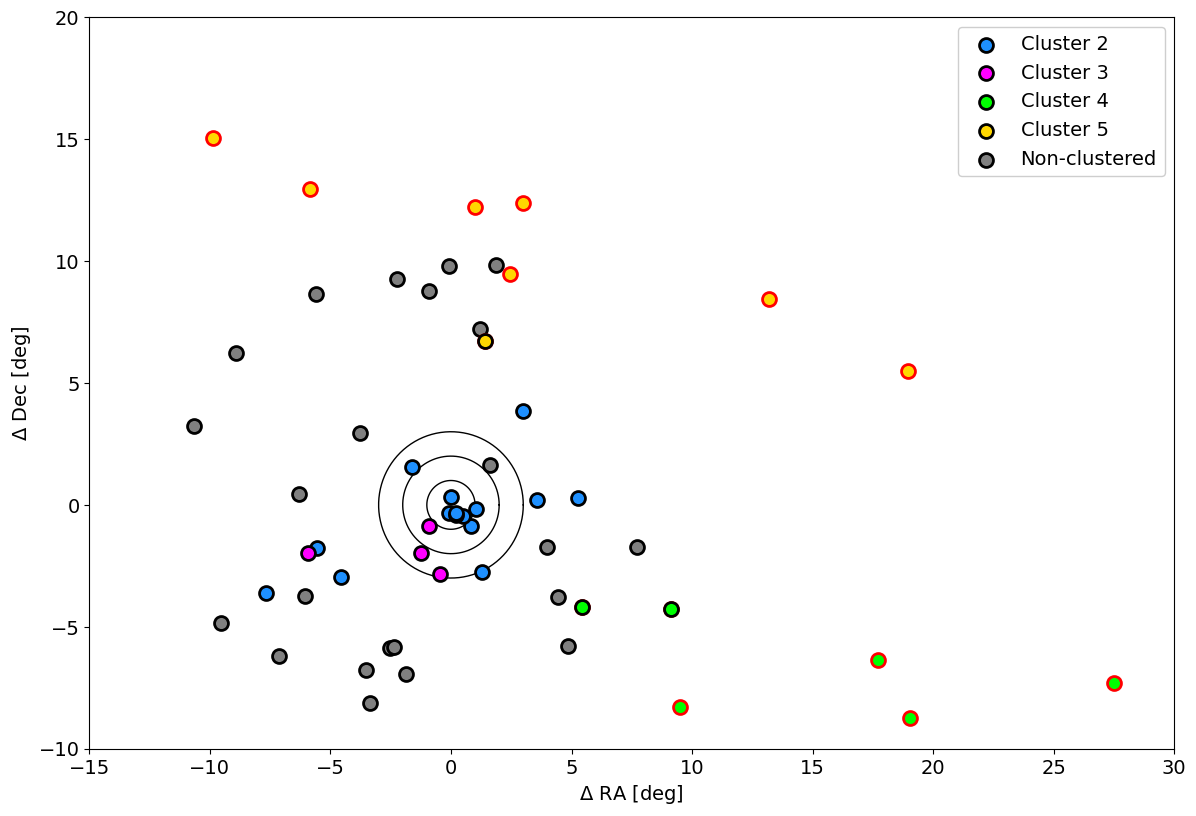 20
15
10
5
0
−5
−10
Δ Dec [deg]
Cluster 2
Cluster 3
Cluster 4
Cluster 5
Non-clustered
−15 −10 −5 0 5 10 15 20 25 30
Δ RA [deg]